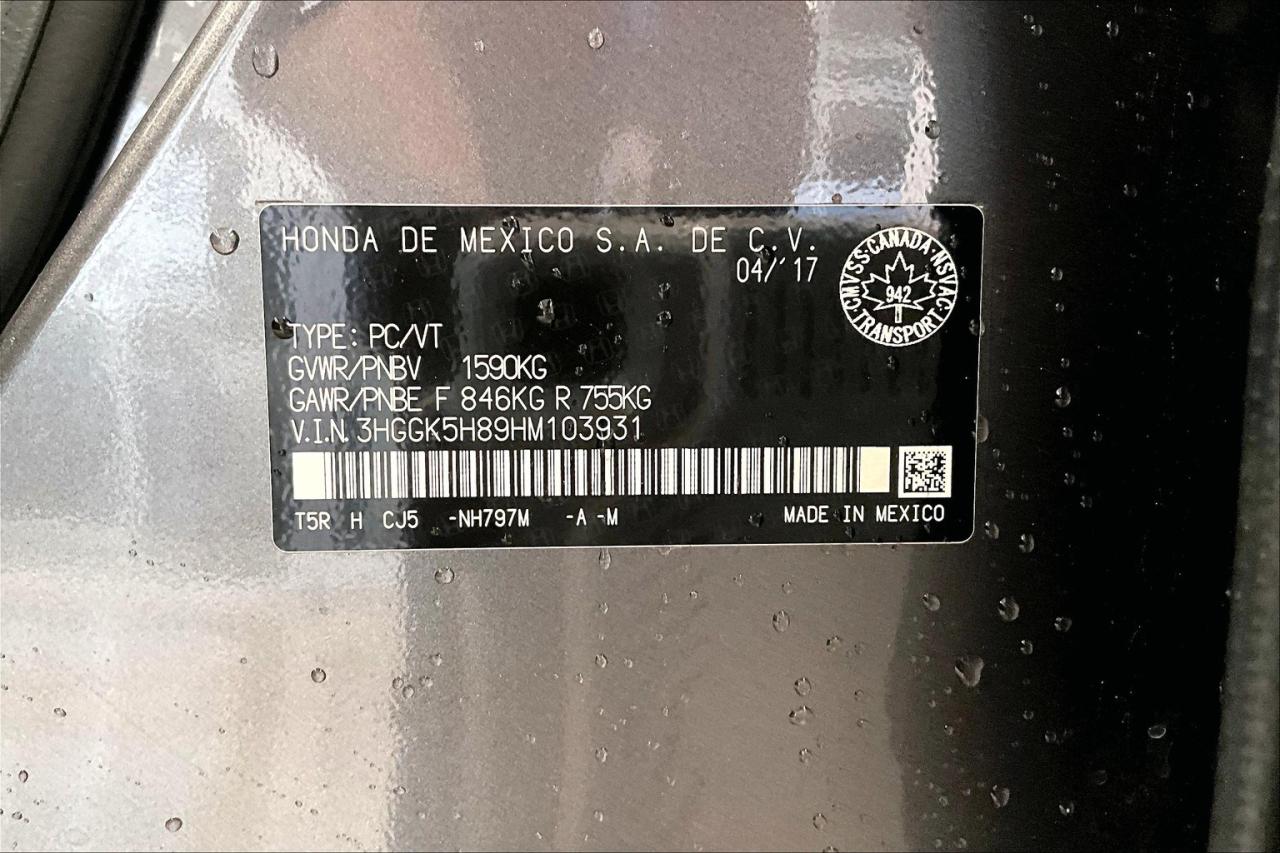 HONDA DE MEXICO S.A. DE C.V.
04/'17
CMVSS·CANADA·NSVAC·TRANSPORT
942
TYPE: PC/VT
GVWR/PNBV 1590KG
GAWR/PNBE F 846KG R 755KG
V.I.N. 3HGGK5H89HM103931
T5R H CJ5 -NH797M -A -M
MADE IN MEXICO